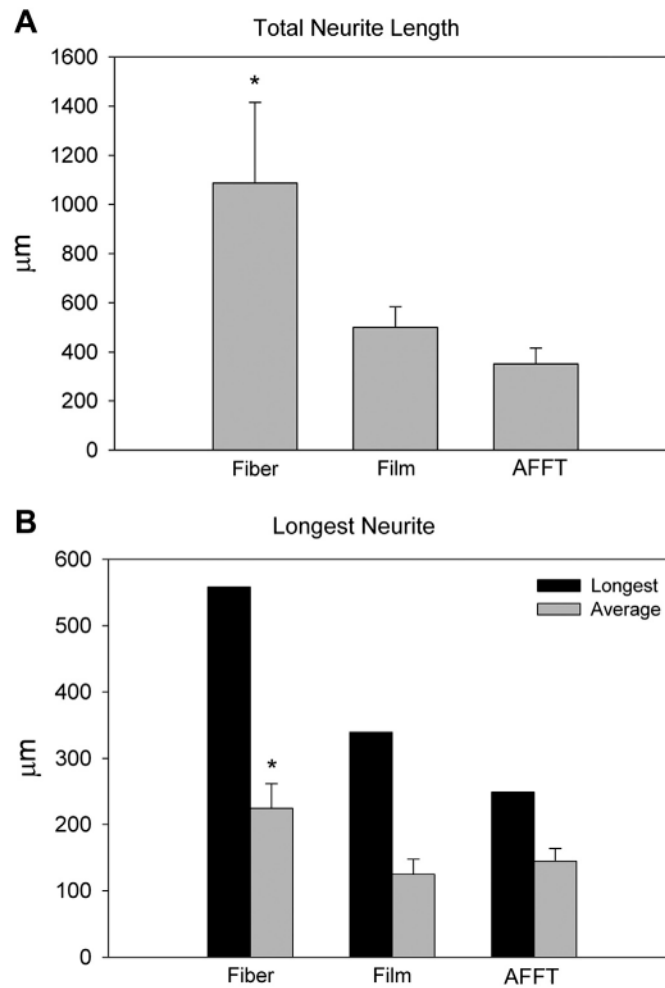 A
Total Neurite Length
1600
1400
1200
1000
800
600
400
200
0
μm
*
Fiber Film AFFT
B
Longest Neurite
600
500
400
300
200
100
0
μm
Longest
Average
*
Fiber Film AFFT